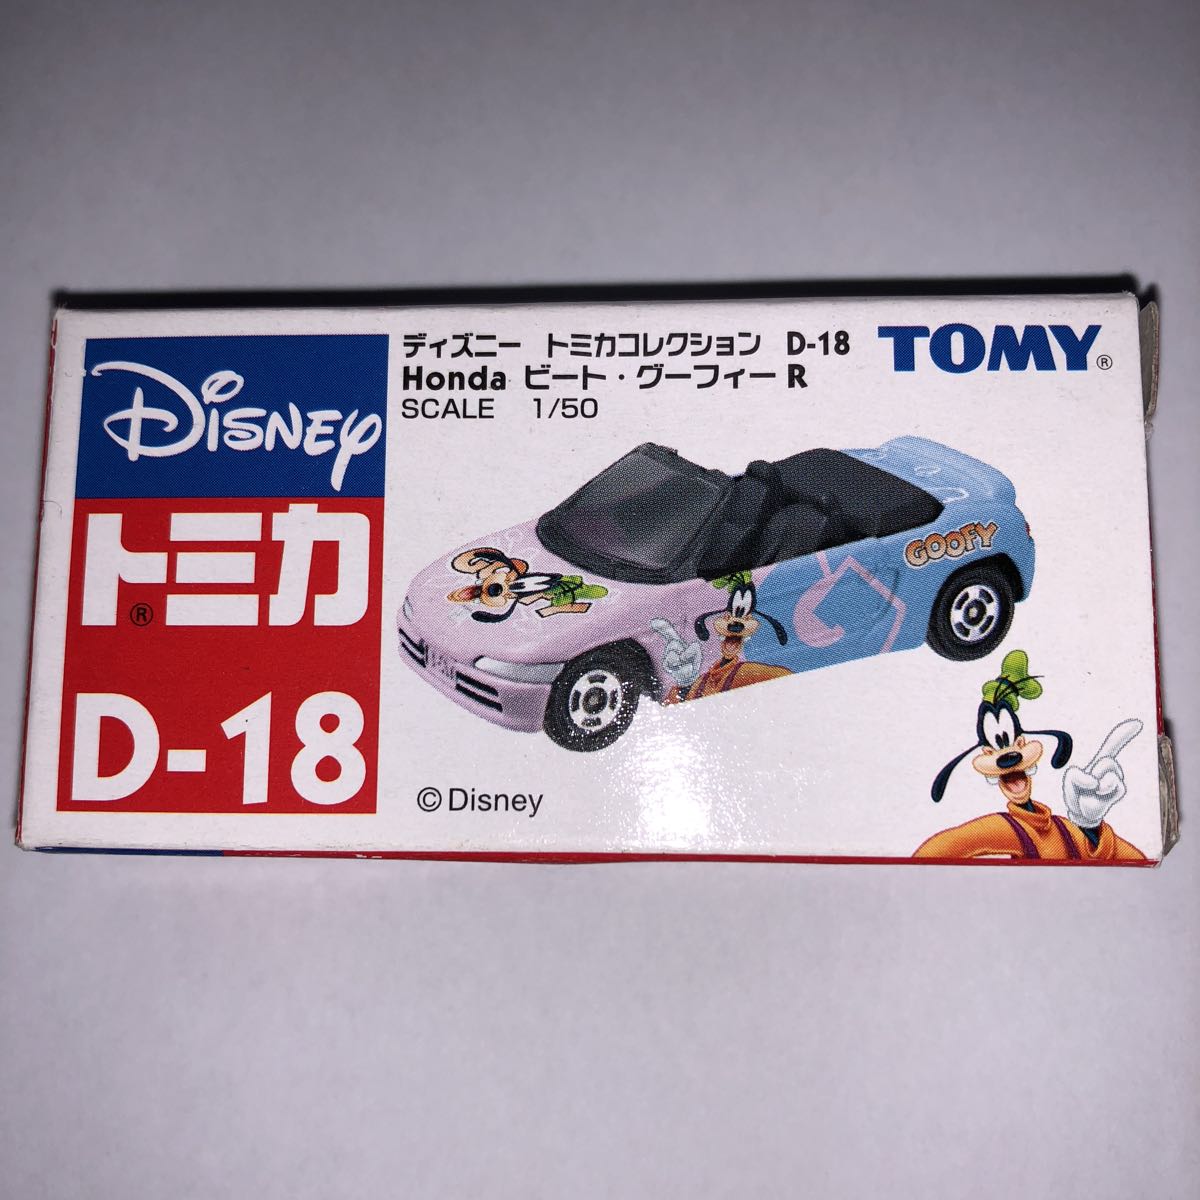 DISNEY
トミカ®
D-18
ディズニー トミカコレクション D-18
Honda ビート・グーフィー R
SCALE 1/50
TOMY®
GOOFY
© Disney